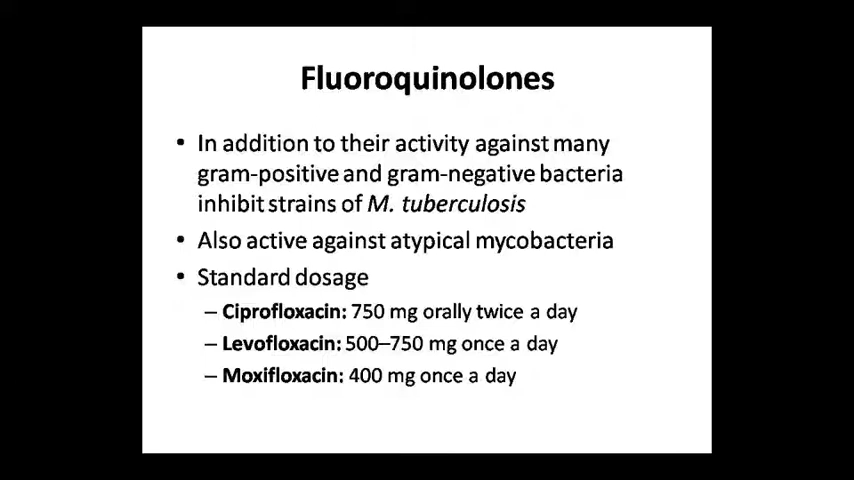 Fluoroquinolones
• In addition to their activity against many
gram-positive and gram-negative bacteria
inhibit strains of M. tuberculosis
• Also active against atypical mycobacteria
• Standard dosage
– Ciprofloxacin: 750 mg orally twice a day
– Levofloxacin: 500–750 mg once a day
– Moxifloxacin: 400 mg once a day